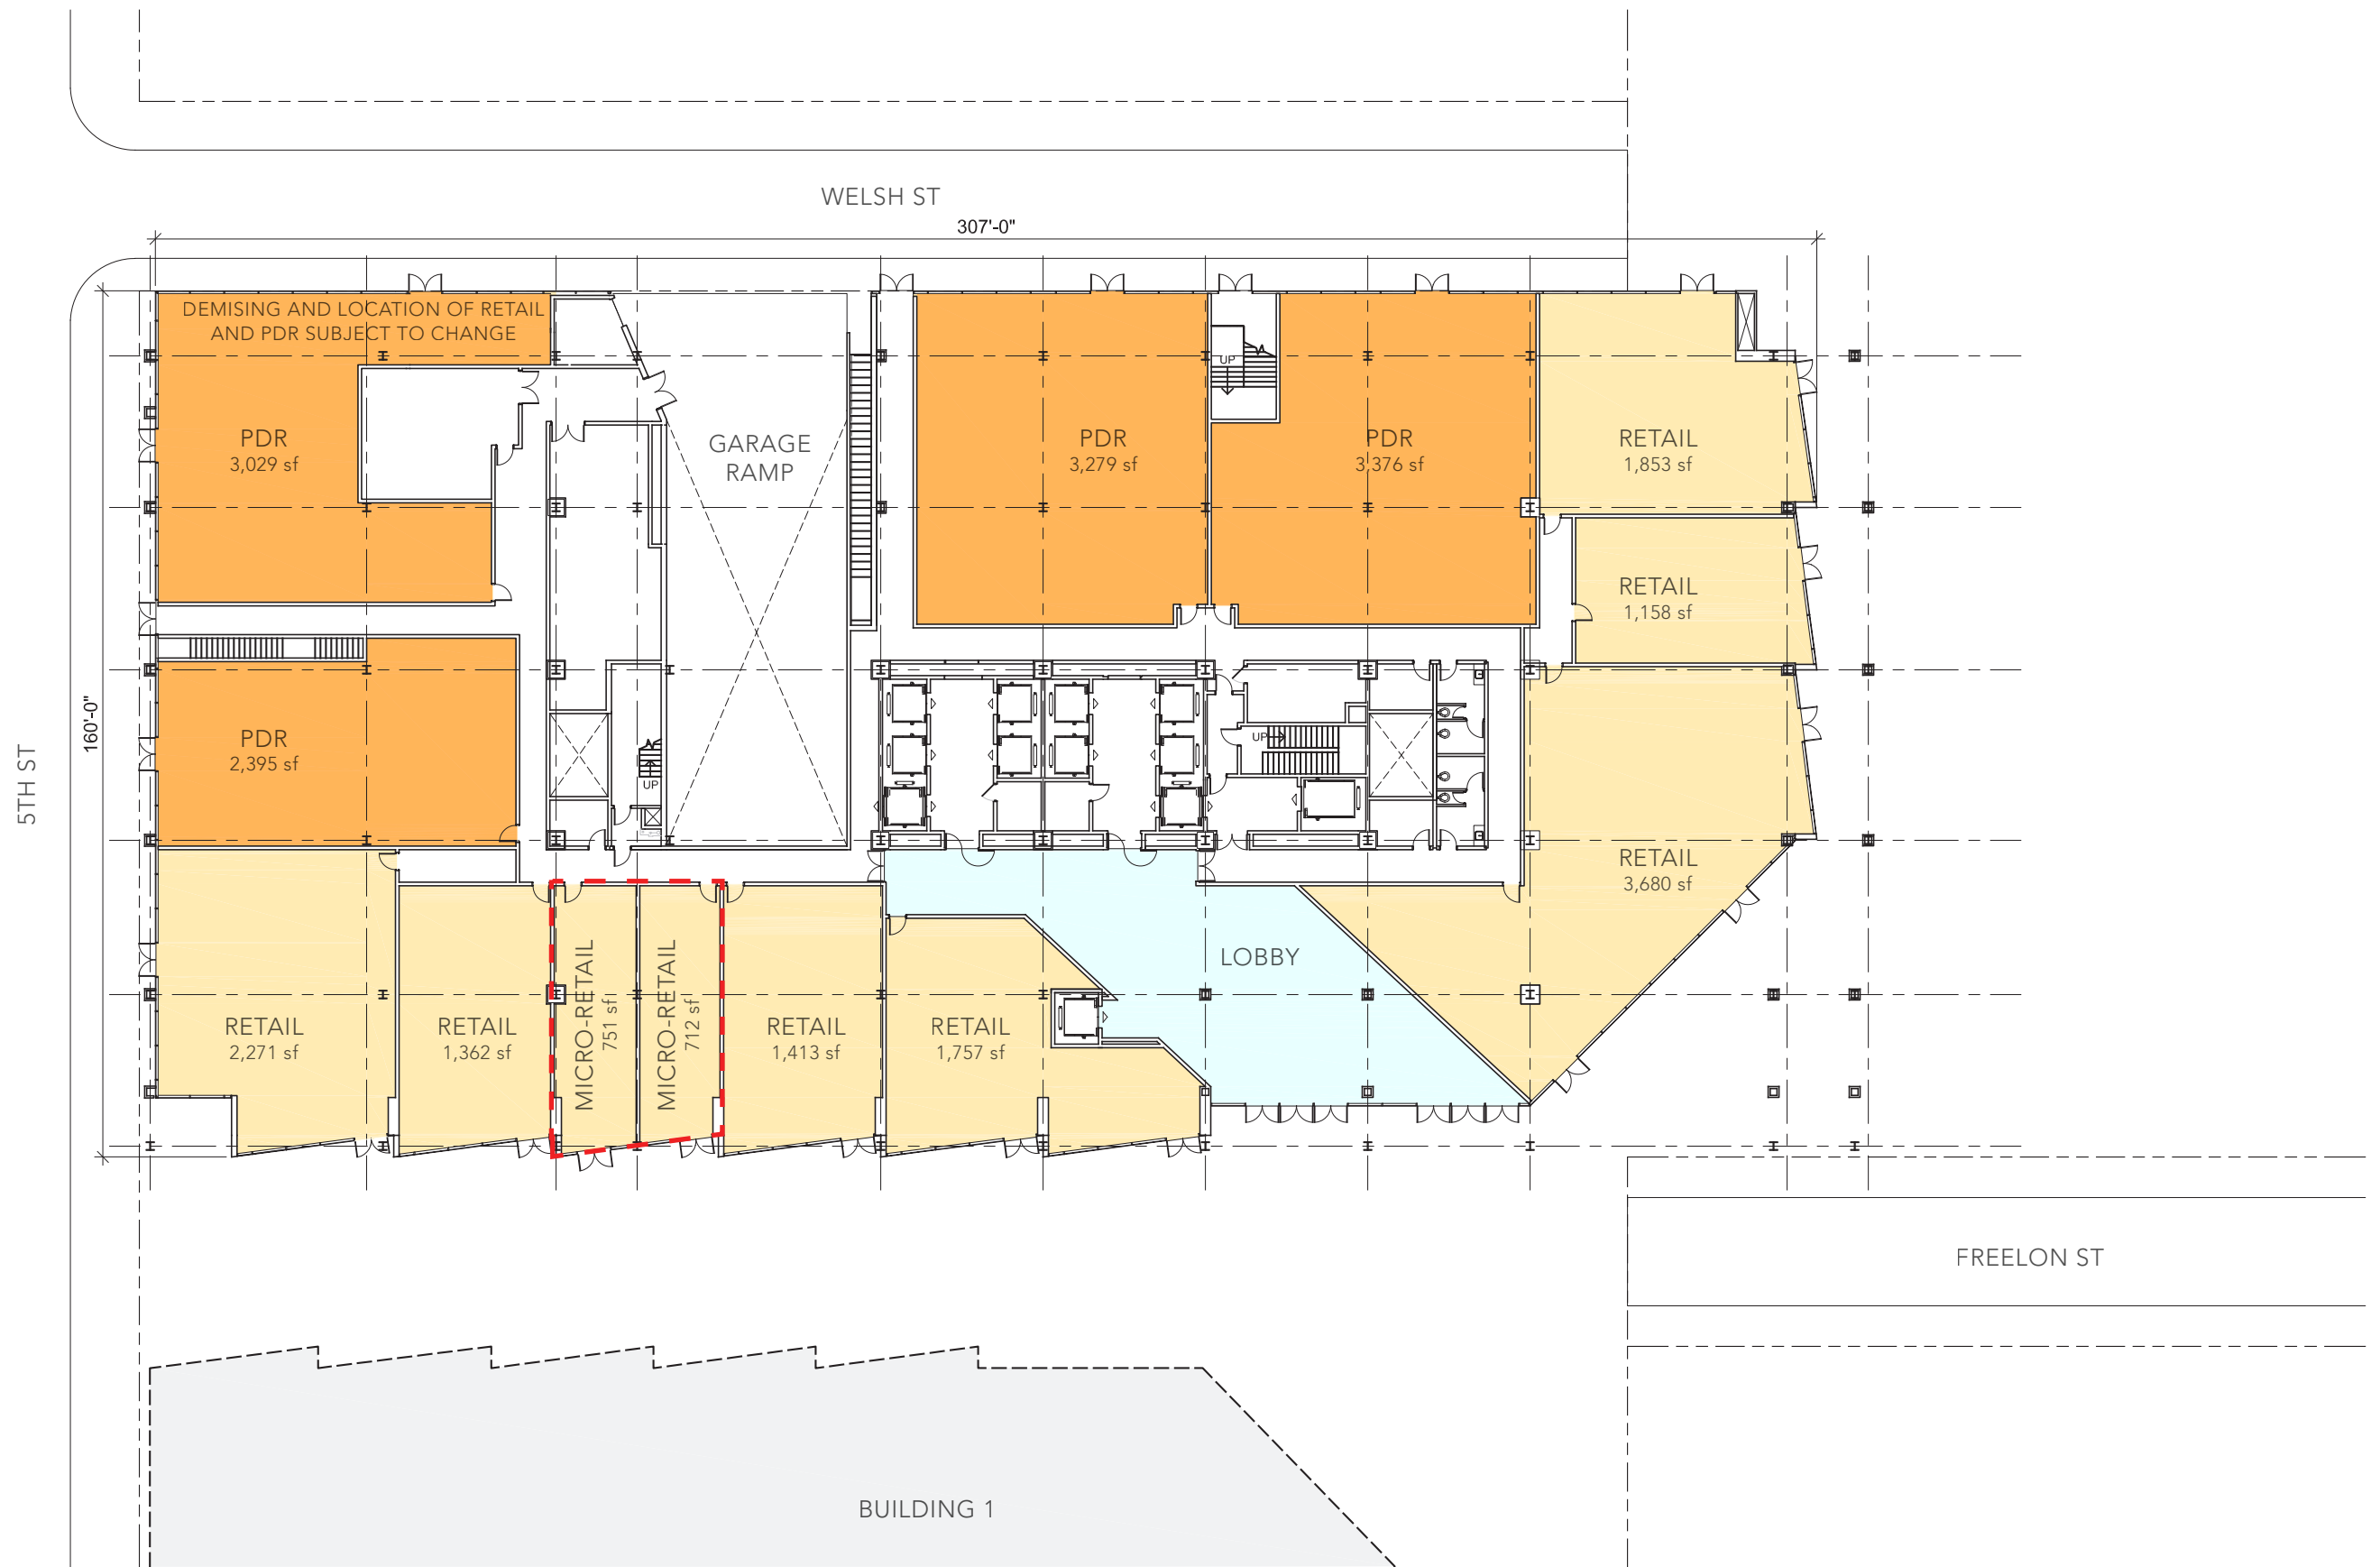 WELSH ST
307'-0"
DEMISING AND LOCATION OF RETAIL
AND PDR SUBJECT TO CHANGE
UP
PDR
3,029 sf
GARAGE
RAMP
PDR
3,279 sf
PDR
3,376 sf
RETAIL
1,853 sf
RETAIL
1,158 sf
160'-0"
5TH ST
PDR
2,395 sf
UP
UP
RETAIL
3,680 sf
LOBBY
RETAIL
2,271 sf
RETAIL
1,362 sf
MICRO-RETAIL
751 sf
MICRO-RETAIL
712 sf
RETAIL
1,413 sf
RETAIL
1,757 sf
FREELON ST
BUILDING 1